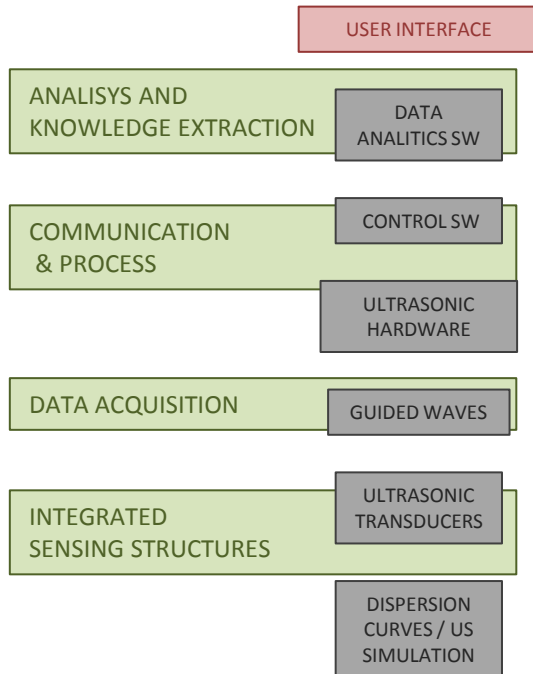 USER INTERFACE
ANALISYS AND
KNOWLEDGE EXTRACTION
DATA
ANALITICS SW
COMMUNICATION
& PROCESS
CONTROL SW
ULTRASONIC
HARDWARE
DATA ACQUISITION
GUIDED WAVES
INTEGRATED
SENSING STRUCTURES
ULTRASONIC
TRANSDUCERS
DISPERSION
CURVES / US
SIMULATION